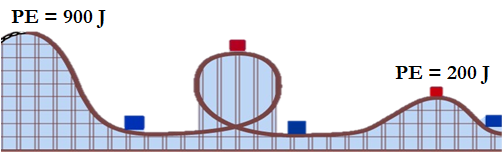 PE = 900 J
PE = 200 J